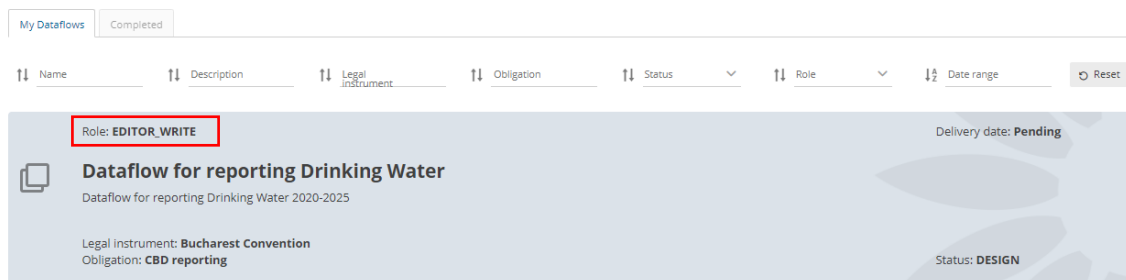 My Dataflows Completed
Name Description Legal instrument Obligation Status Role Date range Reset
Role: EDITOR_WRITE Delivery date: Pending
Dataflow for reporting Drinking Water
Dataflow for reporting Drinking Water 2020-2025
Legal instrument: Bucharest Convention
Obligation: CBD reporting Status: DESIGN